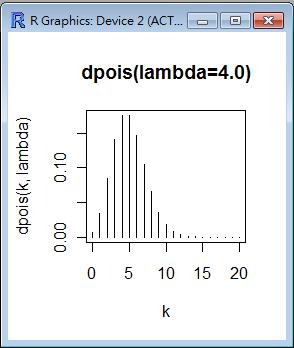 R Graphics: Device 2 (ACT...
dpois(lambda=4.0)
dpois(k, lambda)
0.10
0.00
0 5 10 15 20
k